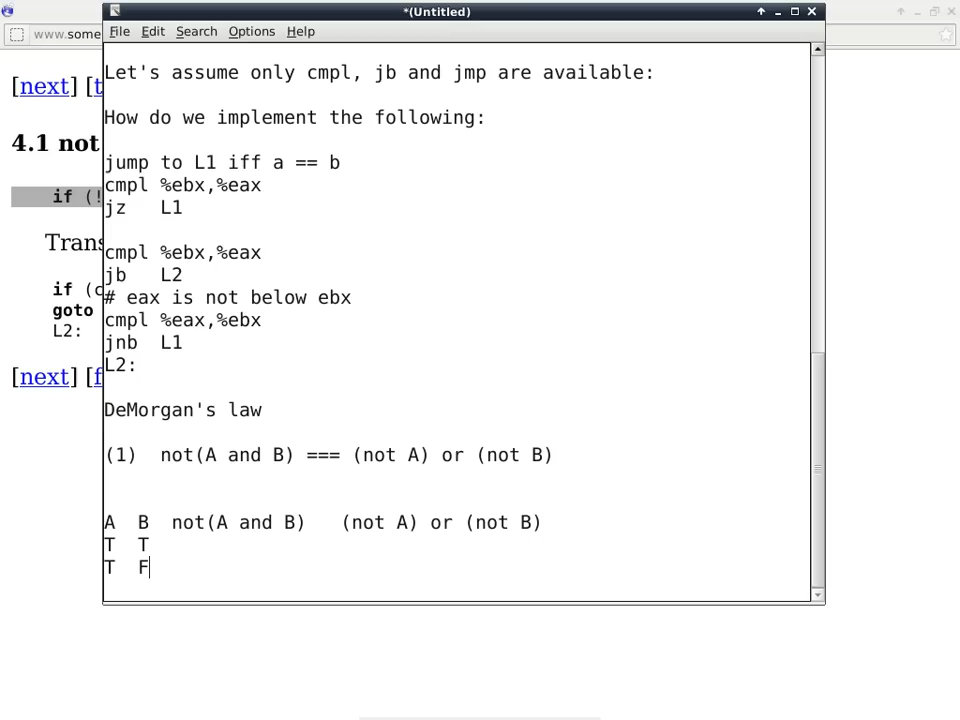 *(Untitled)
File Edit Search Options Help
www.some
[next] [t
4.1 not
if (!
Trans
if (c
goto
L2:
[next] [f
Let's assume only cmpl, jb and jmp are available:
How do we implement the following:
jump to L1 iff a == b
cmpl %ebx,%eax
jz L1
cmpl %ebx,%eax
jb L2
# eax is not below ebx
cmpl %eax,%ebx
jnb L1
L2:
DeMorgan's law
(1) not(A and B) === (not A) or (not B)
A B not(A and B) (not A) or (not B)
T T
T F